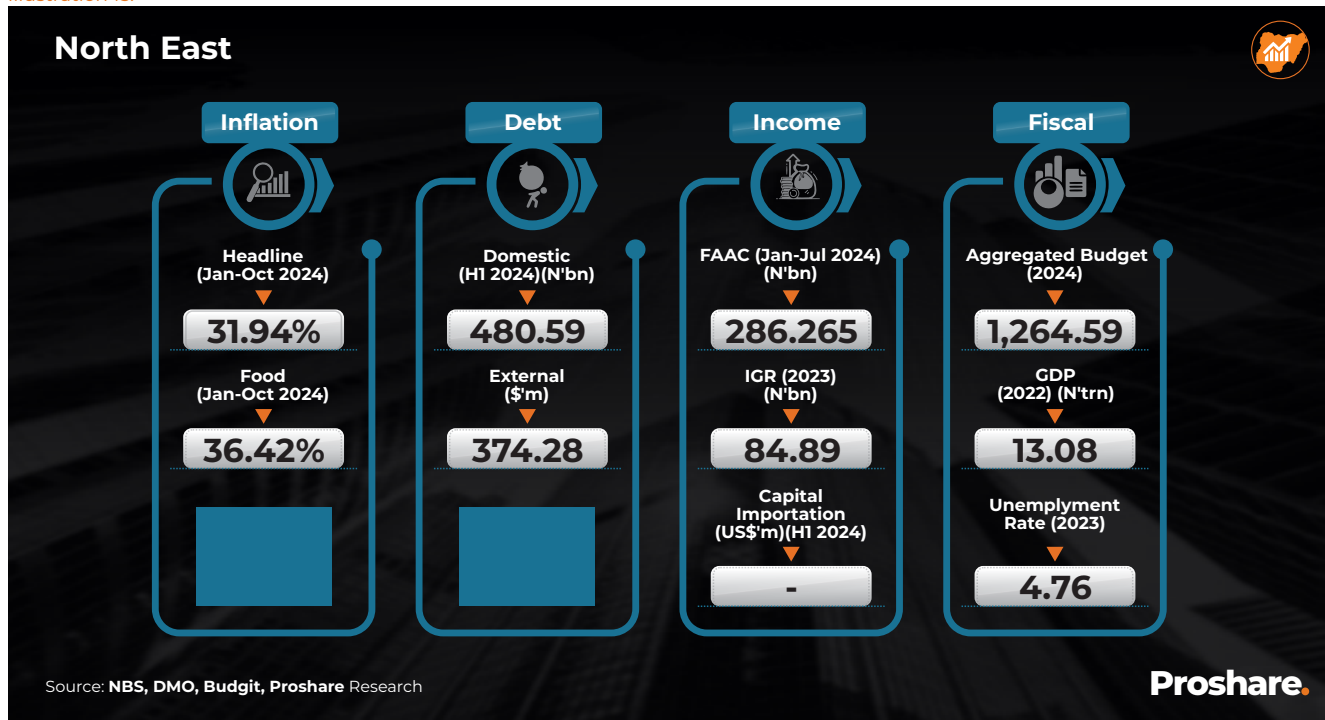 North East
Inflation
Headline
(Jan-Oct 2024)
31.94%
Food
(Jan-Oct 2024)
36.42%
Debt
Domestic
(H1 2024)(N'bn)
480.59
External
($'m)
374.28
Income
FAAC (Jan-Jul 2024)
(N'bn)
286.265
IGR (2023)
(N'bn)
84.89
Capital
Importation
(US$'m)(H1 2024)
-
Fiscal
Aggregated Budget
(2024)
1,264.59
GDP
(2022) (N'trn)
13.08
Unemplyment
Rate (2023)
4.76
Source: NBS, DMO, Budgit, Proshare Research
Proshare.